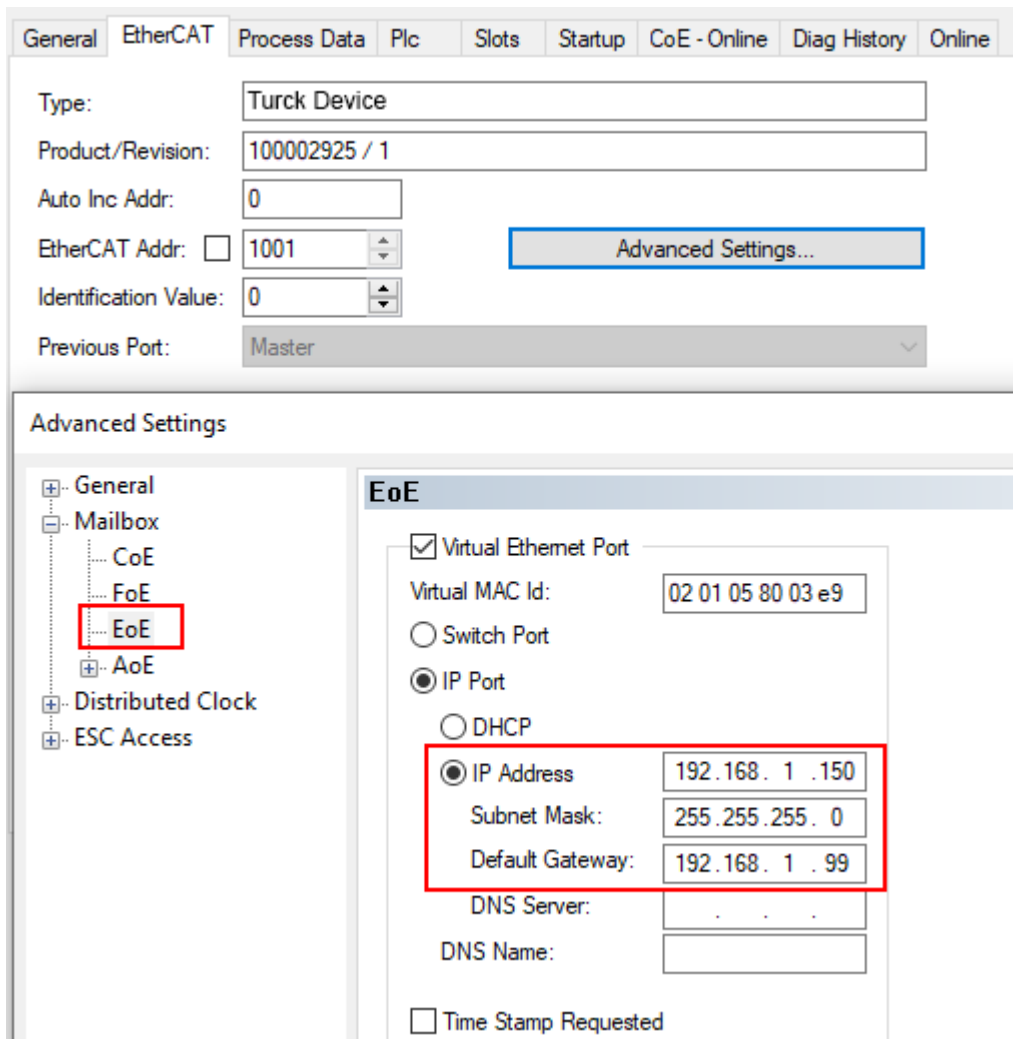 General EtherCAT Process Data Plc Slots Startup CoE - Online Diag History Online
Type: Turck Device
Product/Revision: 100002925 / 1
Auto Inc Addr: 0
EtherCAT Addr: 1001 Advanced Settings...
Identification Value: 0
Previous Port: Master
Advanced Settings
General
Mailbox
CoE
FoE
EoE
AoE
Distributed Clock
ESC Access
EoE
Virtual Ethernet Port
Virtual MAC Id: 02 01 05 80 03 e9
Switch Port
IP Port
DHCP
IP Address 192.168. 1 .150
Subnet Mask: 255.255.255. 0
Default Gateway: 192.168. 1 . 99
DNS Server: . . .
DNS Name:
Time Stamp Requested